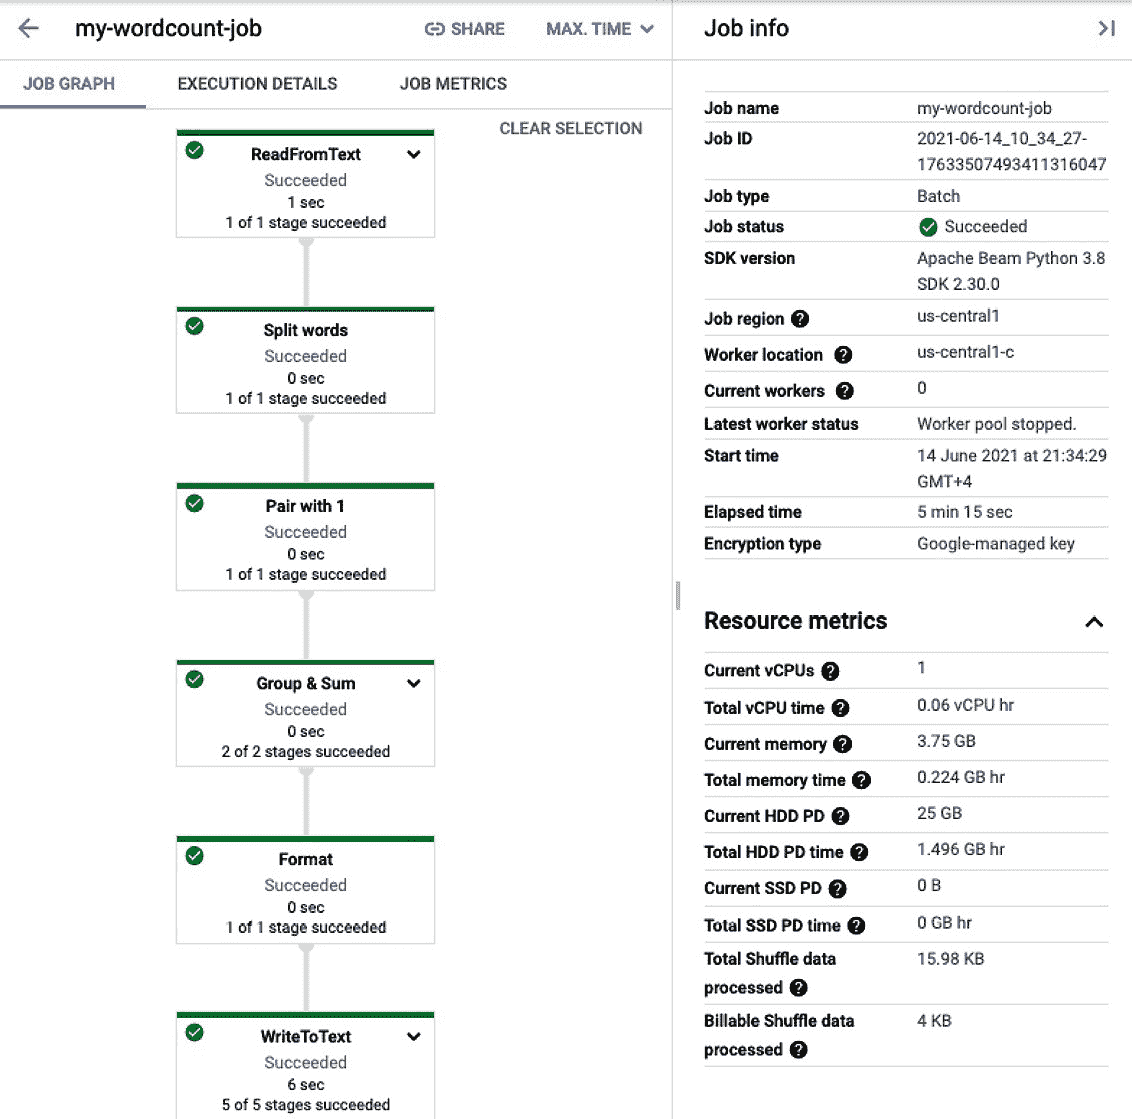 my-wordcount-job
SHARE
MAX. TIME
JOB GRAPH
EXECUTION DETAILS
JOB METRICS
CLEAR SELECTION
ReadFromText
Succeeded
1 sec
1 of 1 stage succeeded
Split words
Succeeded
0 sec
1 of 1 stage succeeded
Pair with 1
Succeeded
0 sec
1 of 1 stage succeeded
Group & Sum
Succeeded
0 sec
2 of 2 stages succeeded
Format
Succeeded
0 sec
1 of 1 stage succeeded
WriteToText
Succeeded
6 sec
5 of 5 stages succeeded
Job info
Job name my-wordcount-job
Job ID 2021-06-14_10_34_27-
17633507493411316047
Job type Batch
Job status Succeeded
SDK version Apache Beam Python 3.8
SDK 2.30.0
Job region ? us-central1
Worker location ? us-central1-c
Current workers ? 0
Latest worker status Worker pool stopped.
Start time 14 June 2021 at 21:34:29
GMT+4
Elapsed time 5 min 15 sec
Encryption type Google-managed key
Resource metrics
Current vCPUs ? 1
Total vCPU time ? 0.06 vCPU hr
Current memory ? 3.75 GB
Total memory time ? 0.224 GB hr
Current HDD PD ? 25 GB
Total HDD PD time ? 1.496 GB hr
Current SSD PD ? 0 B
Total SSD PD time ? 0 GB hr
Total Shuffle data 15.98 KB
processed ?
Billable Shuffle data 4 KB
processed ?